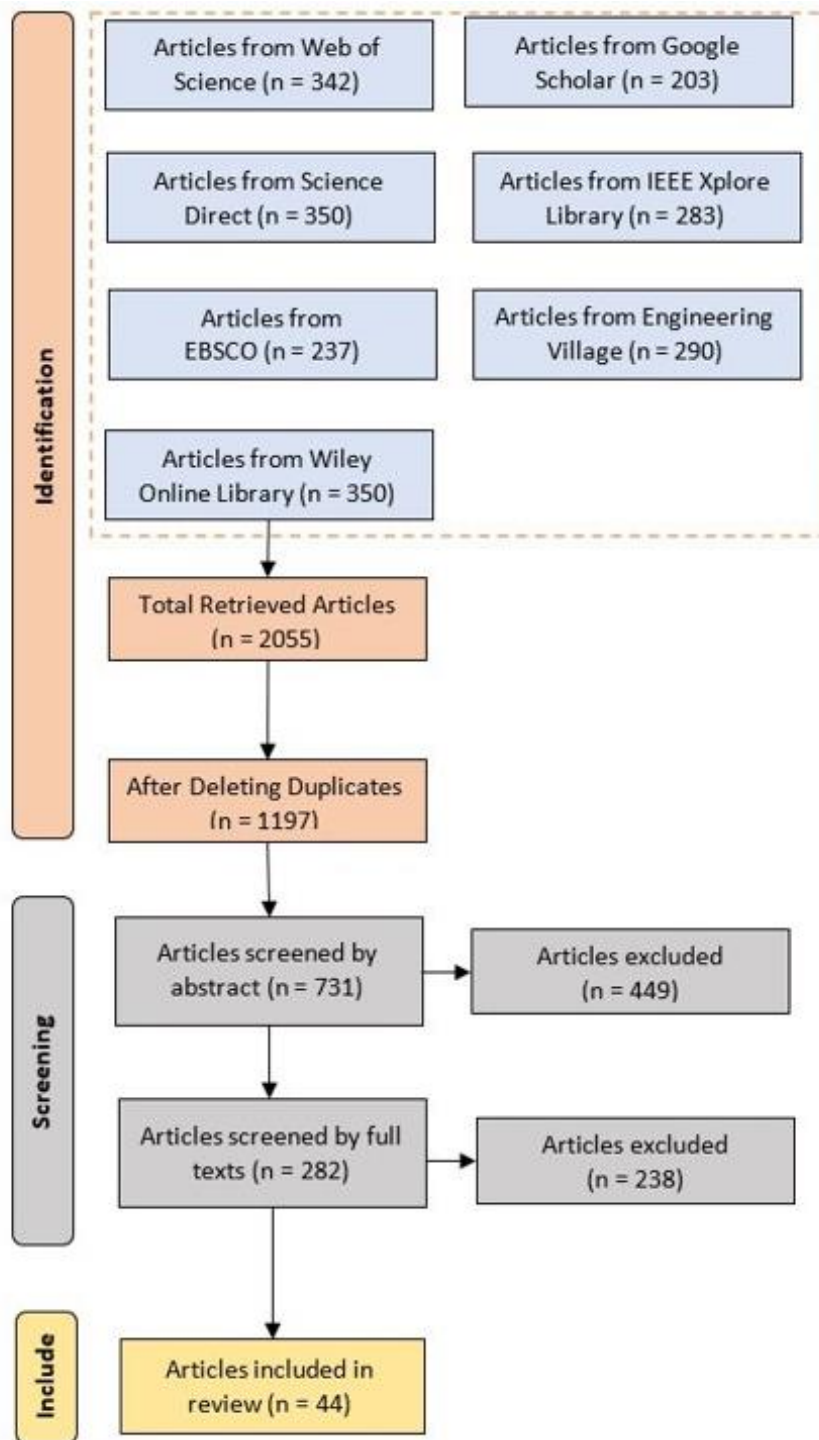 Identification
Articles from Web of
Science (n = 342)
Articles from Google
Scholar (n = 203)
Articles from Science
Direct (n = 350)
Articles from IEEE Xplore
Library (n = 283)
Articles from
EBSCO (n = 237)
Articles from Engineering
Village (n = 290)
Articles from Wiley
Online Library (n = 350)
Total Retrieved Articles
(n = 2055)
After Deleting Duplicates
(n = 1197)
Screening
Articles screened by
abstract (n = 731)
Articles excluded
(n = 449)
Articles screened by full
texts (n = 282)
Articles excluded
(n = 238)
Include
Articles included in
review (n = 44)